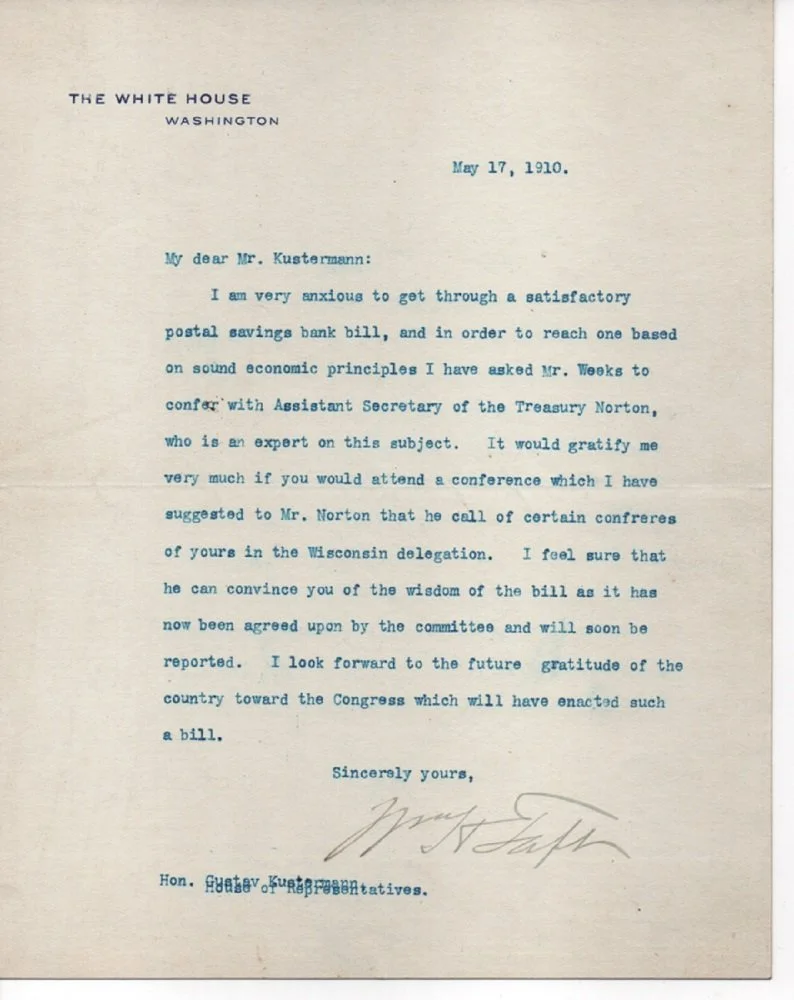 THE WHITE HOUSE
WASHINGTON
May 17, 1910.
My dear Mr. Kustermann:
I am very anxious to get through a satisfactory
postal savings bank bill, and in order to reach one based
on sound economic principles I have asked Mr. Weeks to
confer with Assistant Secretary of the Treasury Norton,
who is an expert on this subject. It would gratify me
very much if you would attend a conference which I have
suggested to Mr. Norton that he call of certain confreres
of yours in the Wisconsin delegation. I feel sure that
he can convince you of the wisdom of the bill as it has
now been agreed upon by the committee and will soon be
reported. I look forward to the future gratitude of the
country toward the Congress which will have enacted such
a bill.
Sincerely yours,
Wm H Taft
Hon. Gustav Kustermann
House of Representatives.